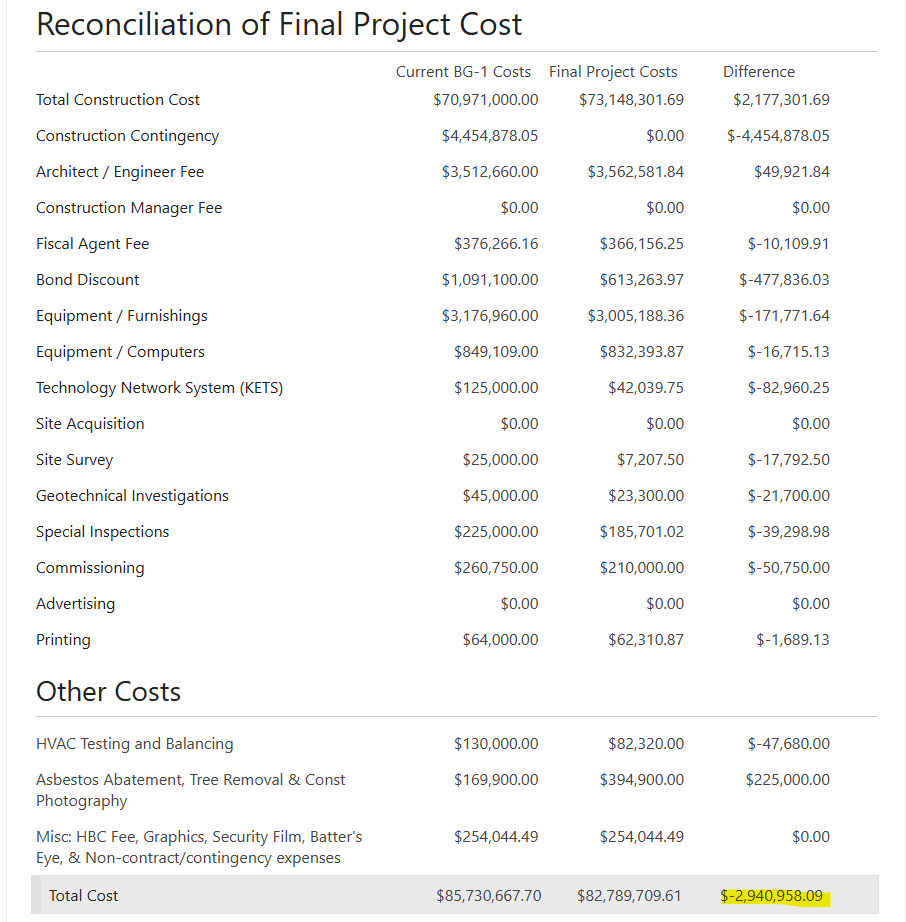 Reconciliation of Final Project Cost
Current BG-1 Costs Final Project Costs Difference
Total Construction Cost $70,971,000.00 $73,148,301.69 $2,177,301.69
Construction Contingency $4,454,878.05 $0.00 $-4,454,878.05
Architect / Engineer Fee $3,512,660.00 $3,562,581.84 $49,921.84
Construction Manager Fee $0.00 $0.00 $0.00
Fiscal Agent Fee $376,266.16 $366,156.25 $-10,109.91
Bond Discount $1,091,100.00 $613,263.97 $-477,836.03
Equipment / Furnishings $3,176,960.00 $3,005,188.36 $-171,771.64
Equipment / Computers $849,109.00 $832,393.87 $-16,715.13
Technology Network System (KETS) $125,000.00 $42,039.75 $-82,960.25
Site Acquisition $0.00 $0.00 $0.00
Site Survey $25,000.00 $7,207.50 $-17,792.50
Geotechnical Investigations $45,000.00 $23,300.00 $-21,700.00
Special Inspections $225,000.00 $185,701.02 $-39,298.98
Commissioning $260,750.00 $210,000.00 $-50,750.00
Advertising $0.00 $0.00 $0.00
Printing $64,000.00 $62,310.87 $-1,689.13
Other Costs
HVAC Testing and Balancing $130,000.00 $82,320.00 $-47,680.00
Asbestos Abatement, Tree Removal & Const $169,900.00 $394,900.00 $225,000.00
Photography
Misc: HBC Fee, Graphics, Security Film, Batter's $254,044.49 $254,044.49 $0.00
Eye, & Non-contract/contingency expenses
Total Cost $85,730,667.70 $82,789,709.61 $-2,940,958.09